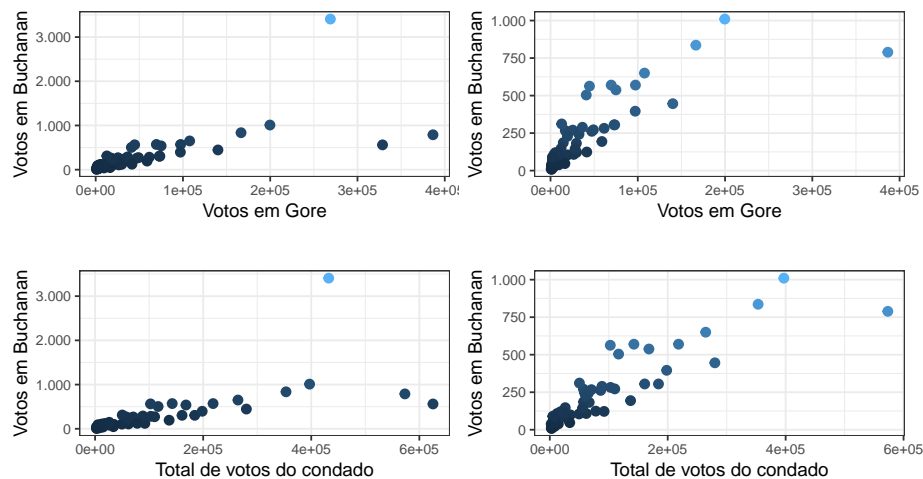 Votos em Buchanan
3.000
2.000
1.000
0
0e+00 1e+05 2e+05 3e+05 4e+05
Votos em Gore
Votos em Buchanan
1.000
750
500
250
0
0e+00 1e+05 2e+05 3e+05 4e+05
Votos em Gore
Votos em Buchanan
3.000
2.000
1.000
0
0e+00 2e+05 4e+05 6e+05
Total de votos do condado
Votos em Buchanan
1.000
750
500
250
0
0e+00 2e+05 4e+05 6e+05
Total de votos do condado